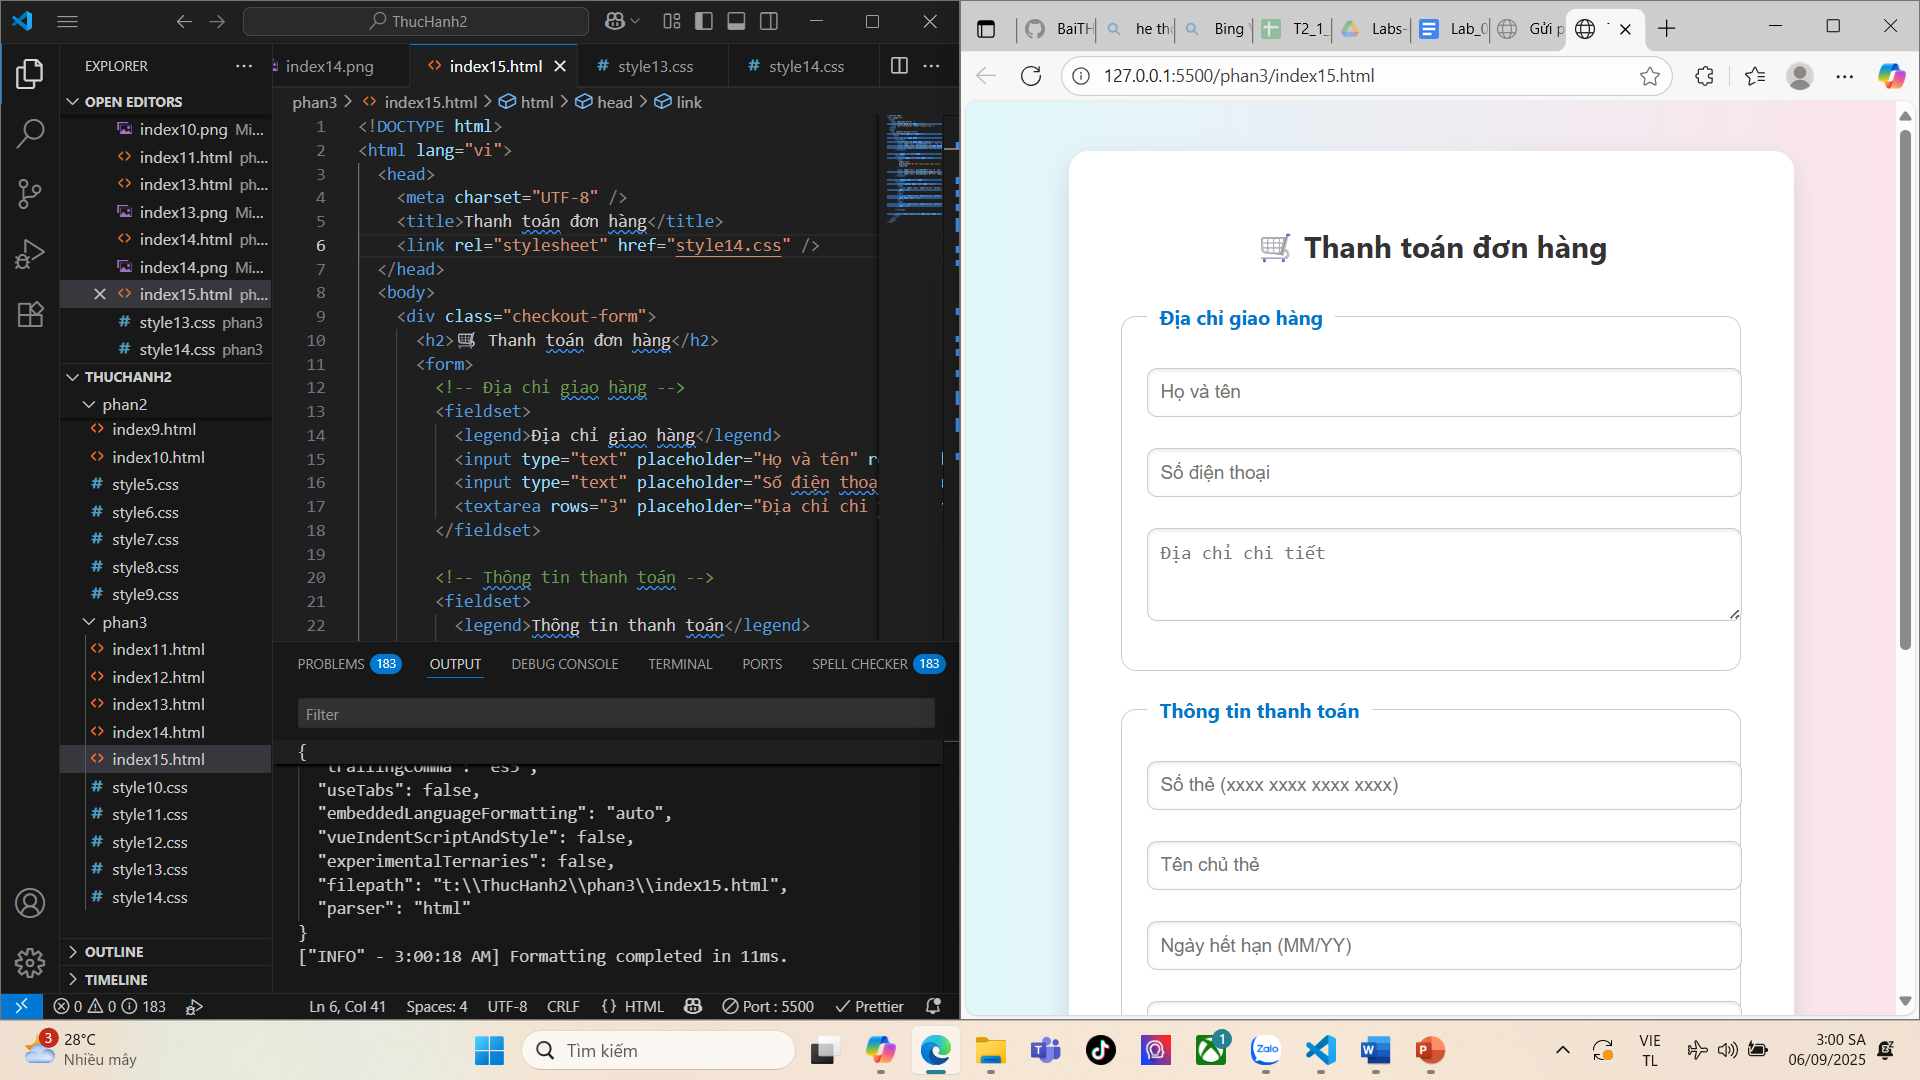 ThucHanh2
EXPLORER
OPEN EDITORS
index10.png Mi...
index11.html ph...
index13.html ph...
index13.png Mi...
index14.html ph...
index14.png Mi...
index15.html ph...
style13.css phan3
style14.css phan3
THUCHANH2
phan2
index9.html
index10.html
style5.css
style6.css
style7.css
style8.css
style9.css
phan3
index11.html
index12.html
index13.html
index14.html
index15.html
style10.css
style11.css
style12.css
style13.css
style14.css
OUTLINE
TIMELINE
index14.png
index15.html
style13.css
style14.css
phan3 > index15.html > html > head > link
1 <!DOCTYPE html>
2 <html lang="vi">
3 <head>
4 <meta charset="UTF-8" />
5 <title>Thanh toán đơn hàng</title>
6 <link rel="stylesheet" href="style14.css" />
7 </head>
8 <body>
9 <div class="checkout-form">
10 <h2>🛒 Thanh toán đơn hàng</h2>
11 <form>
12 <!-- Địa chỉ giao hàng -->
13 <fieldset>
14 <legend>Địa chỉ giao hàng</legend>
15 <input type="text" placeholder="Họ và tên" r
16 <input type="text" placeholder="Số điện thoạ
17 <textarea rows="3" placeholder="Địa chỉ chi
18 </fieldset>
19
20 <!-- Thông tin thanh toán -->
21 <fieldset>
22 <legend>Thông tin thanh toán</legend>
PROBLEMS 183 OUTPUT DEBUG CONSOLE TERMINAL PORTS SPELL CHECKER 183
Filter
{
"trailingComma": "es5",
"useTabs": false,
"embeddedLanguageFormatting": "auto",
"vueIndentScriptAndStyle": false,
"experimentalTernaries": false,
"filepath": "t:\\ThucHanh2\\phan3\\index15.html",
"parser": "html"
}
["INFO" - 3:00:18 AM] Formatting completed in 11ms.
0 0 183 Ln 6, Col 41 Spaces: 4 UTF-8 CRLF {} HTML Port : 5500 Prettier
BaiTH
he th
Bing
T2_1_
Labs-
Lab_0
Gửi p
127.0.0.1:5500/phan3/index15.html
🛒 Thanh toán đơn hàng
Địa chỉ giao hàng
Họ và tên
Số điện thoại
Địa chỉ chi tiết
Thông tin thanh toán
Số thẻ (xxxx xxxx xxxx xxxx)
Tên chủ thẻ
Ngày hết hạn (MM/YY)
3
28°C
Nhiều mây
Tìm kiếm
1
Zalo
VIE
TL
3:00 SA
06/09/2025